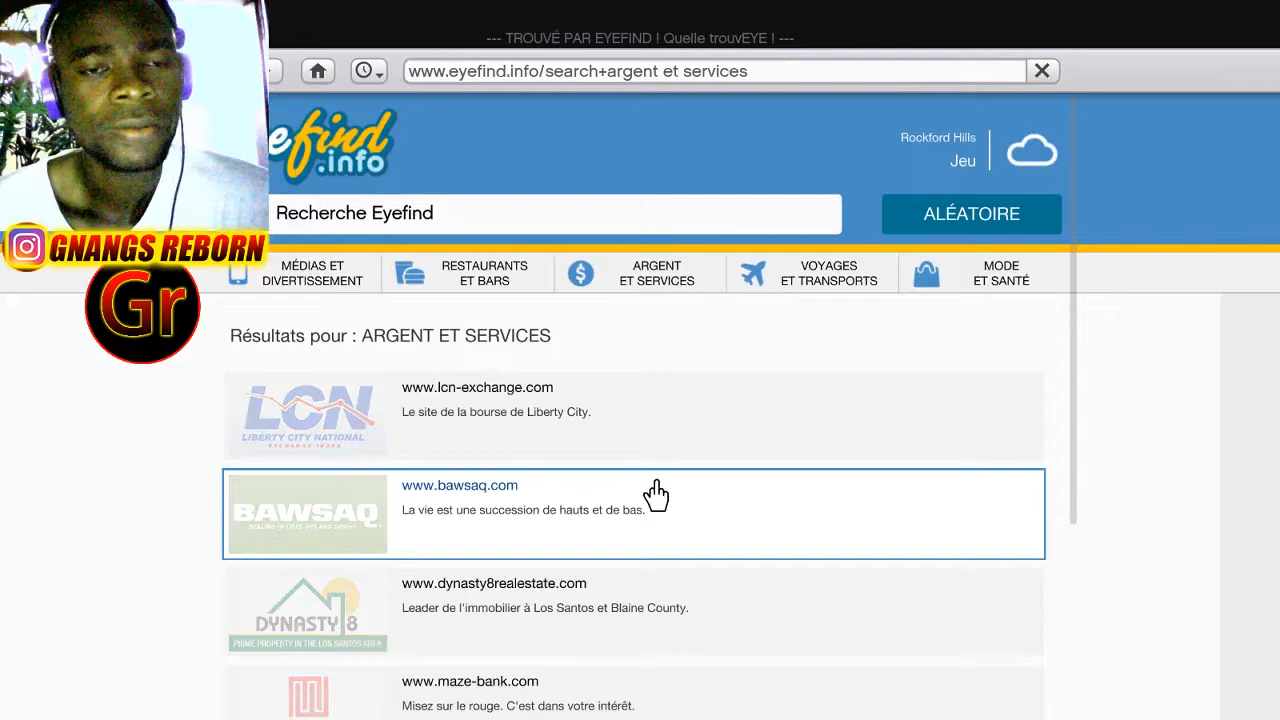 --- TROUVÉ PAR EYEFIND ! Quelle trouvEYE ! ---
www.eyefind.info/search+argent et services
efind
.info
Rockford Hills
Jeu
Recherche Eyefind
ALÉATOIRE
GNANGS REBORN
Gr
MÉDIAS ET
DIVERTISSEMENT
RESTAURANTS
ET BARS
ARGENT
ET SERVICES
VOYAGES
ET TRANSPORTS
MODE
ET SANTÉ
Résultats pour : ARGENT ET SERVICES
LCN
LIBERTY CITY NATIONAL
EXCHANGE INDEX
www.lcn-exchange.com
Le site de la bourse de Liberty City.
BAWSAQ
www.bawsaq.com
La vie est une succession de hauts et de bas.
DYNASTY 8
PRIME PROPERTY IN THE LOS SANTOS AREA
www.dynasty8realestate.com
Leader de l'immobilier à Los Santos et Blaine County.
www.maze-bank.com
Misez sur le rouge. C'est dans votre intérêt.